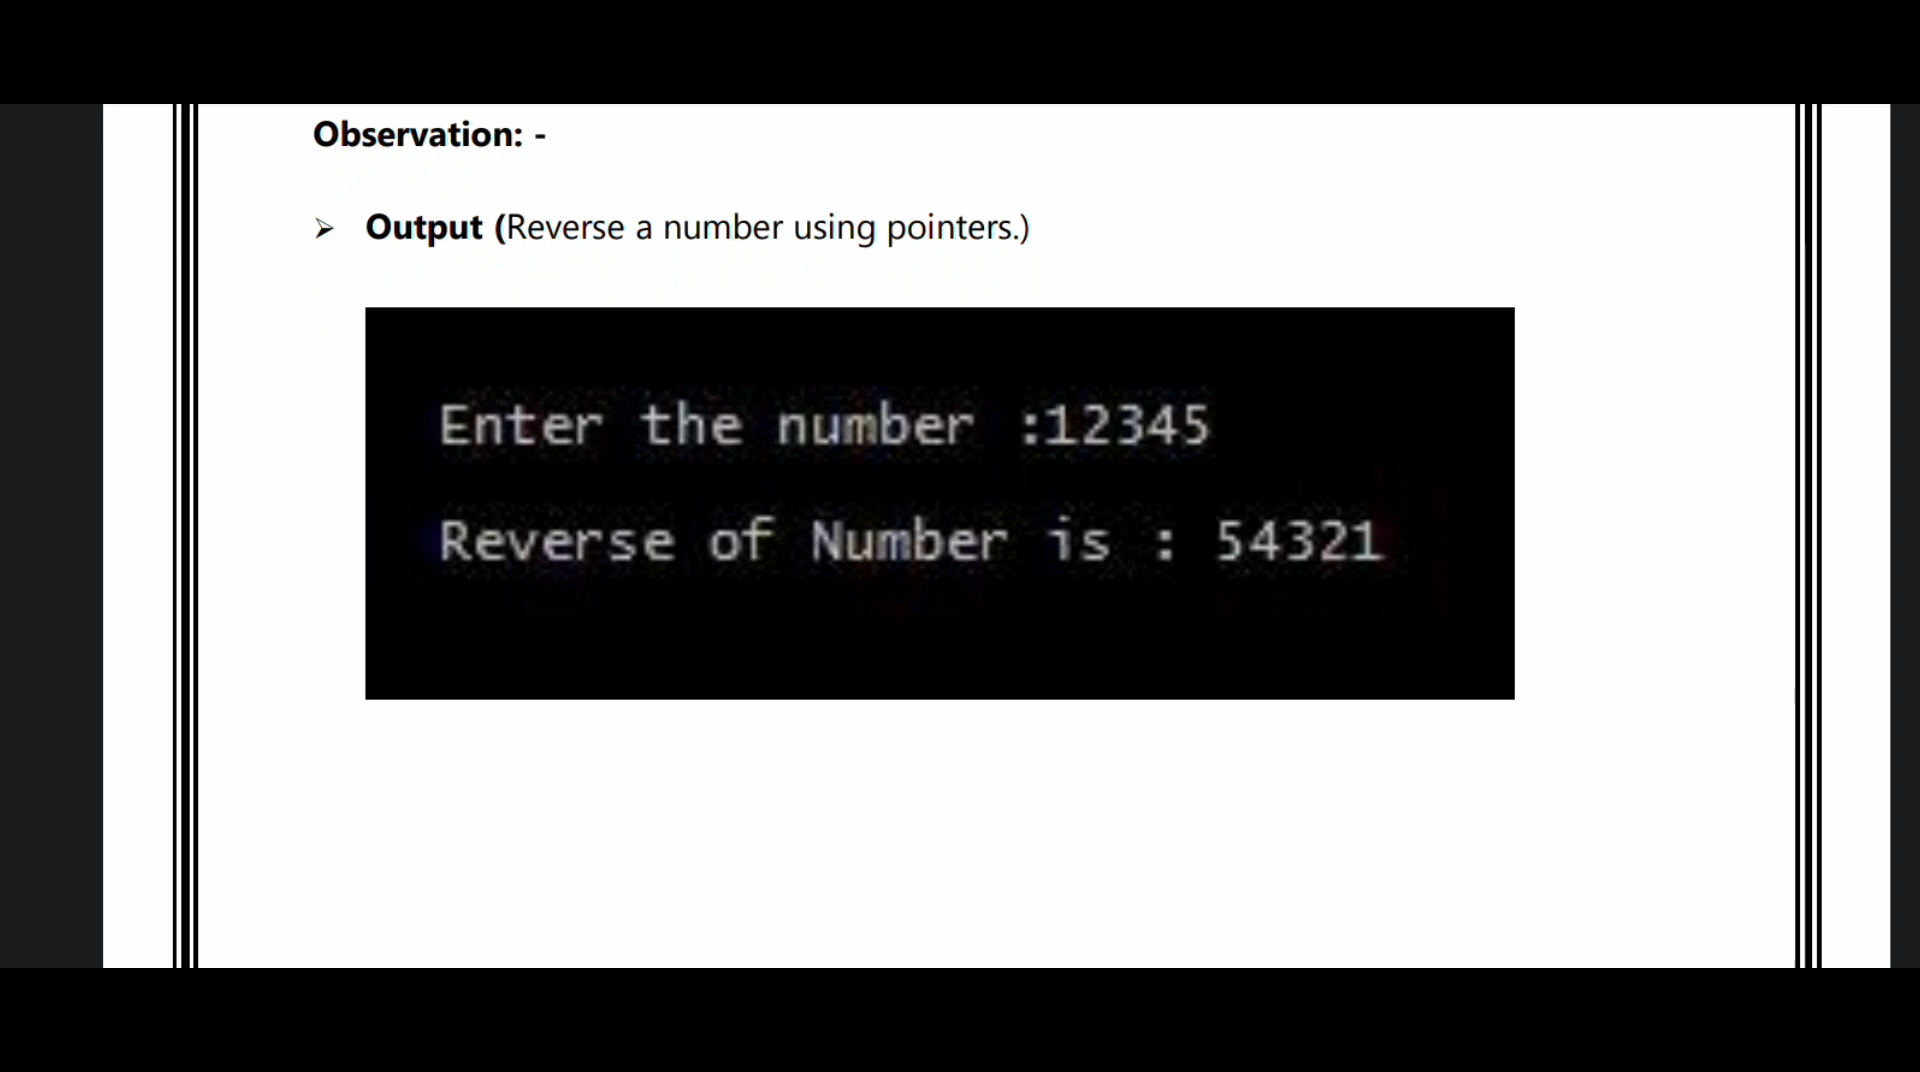 Observation: -
➢ Output (Reverse a number using pointers.)
Enter the number :12345
Reverse of Number is : 54321